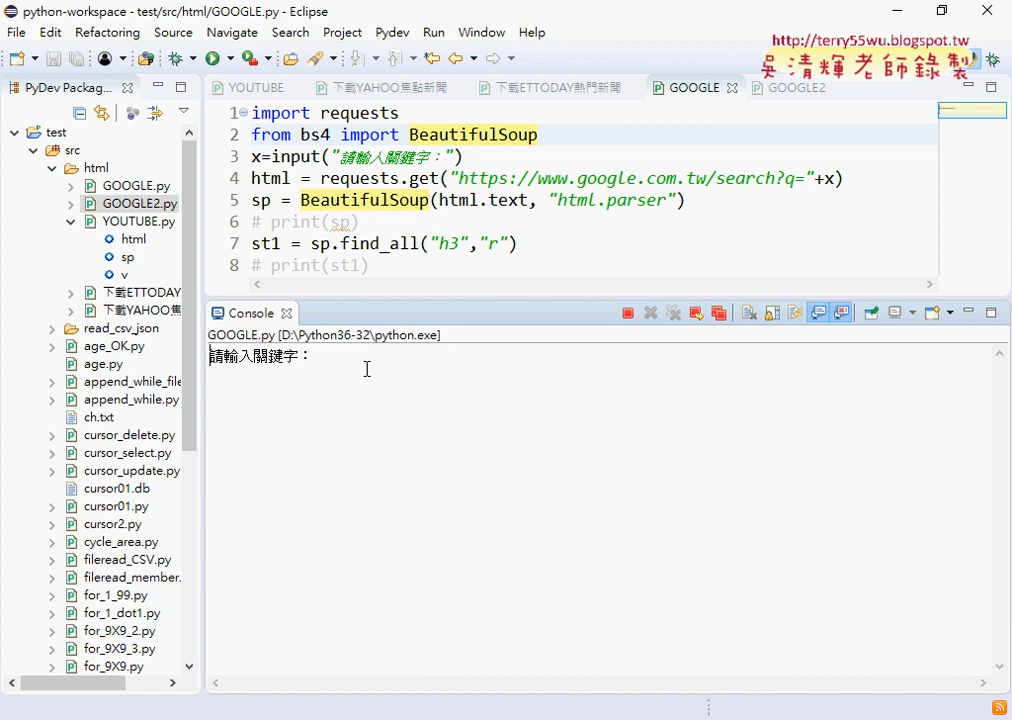 python-workspace - test/src/html/GOOGLE.py - Eclipse
File Edit Refactoring Source Navigate Search Project Pydev Run Window Help
http://terry55wu.blogspot.tw
吳清輝老師錄製
PyDev Packag...
YOUTUBE 下載YAHOO焦點新聞 下載ETTODAY熱門新聞 GOOGLE GOOGLE2
test
src
html
GOOGLE.py
GOOGLE2.py
YOUTUBE.py
html
sp
v
下載ETTODAY
下載YAHOO焦
read_csv_json
age_OK.py
age.py
append_while_file
append_while.py
ch.txt
cursor_delete.py
cursor_select.py
cursor_update.py
cursor01.db
cursor01.py
cursor2.py
cycle_area.py
fileread_CSV.py
fileread_member.
for_1_99.py
for_1_dot1.py
for_9X9_2.py
for_9X9_3.py
for_9X9.py
1 import requests
2 from bs4 import BeautifulSoup
3 x=input("請輸入關鍵字：")
4 html = requests.get("https://www.google.com.tw/search?q="+x)
5 sp = BeautifulSoup(html.text, "html.parser")
6 # print(sp)
7 st1 = sp.find_all("h3","r")
8 # print(st1)
Console
GOOGLE.py [D:\Python36-32\python.exe]
請輸入關鍵字：